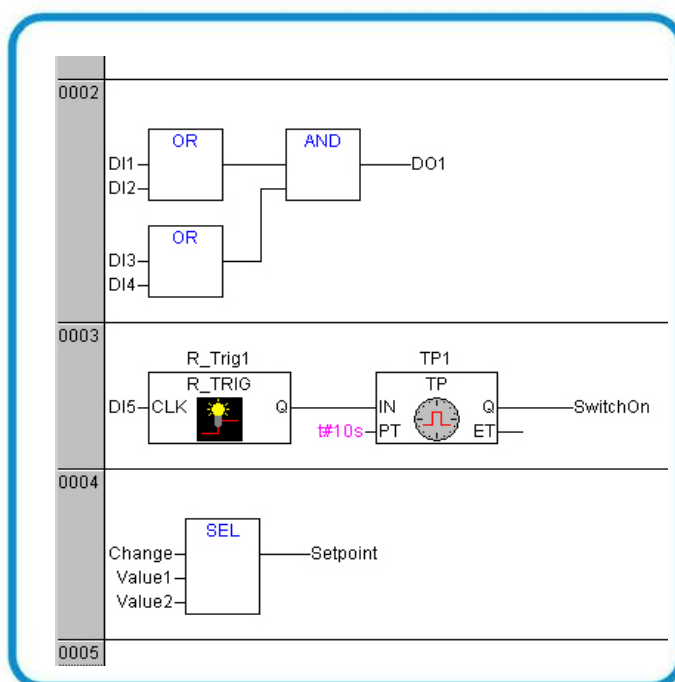 0002
OR AND
DI1 DO1
DI2
OR
DI3
DI4
0003
R_Trig1 TP1
R_TRIG TP
DI5 CLK Q IN Q SwitchOn
t#10s PT ET
0004
SEL
Change Setpoint
Value1
Value2
0005